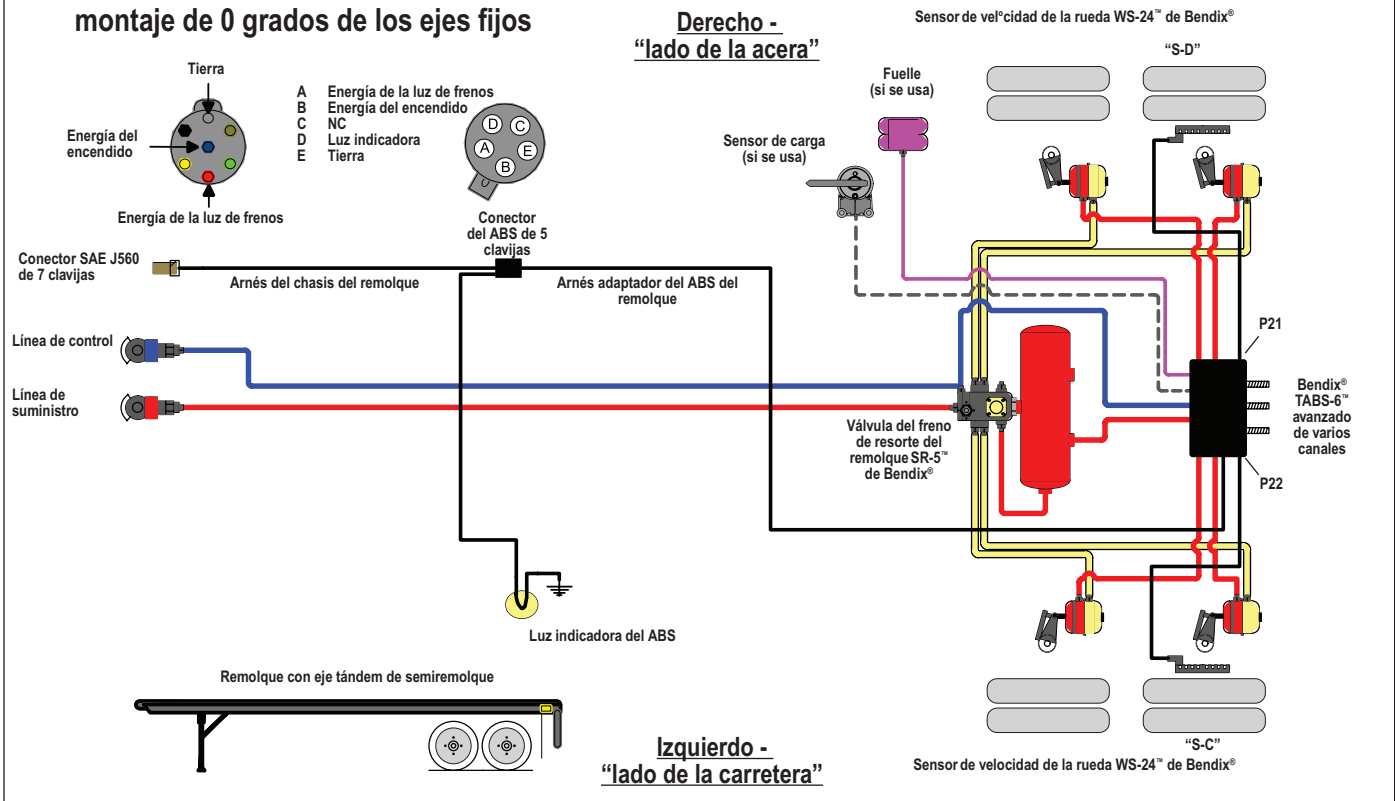 montaje de 0 grados de los ejes fijos
Derecho -
“lado de la acera”
Sensor de vel°cidad de la rueda WS-24™ de Bendix®
“S-D”
Tierra
Energía del
encendido
Energía de la luz de frenos
A Energía de la luz de frenos
B Energía del encendido
C NC
D Luz indicadora
E Tierra
D
C
A
E
B
Conector
del ABS de 5
clavijas
Fuelle
(si se usa)
Sensor de carga
(si se usa)
Conector SAE J560
de 7 clavijas
Arnés del chasis del remolque
Arnés adaptador del ABS del
remolque
Línea de control
Línea de
suministro
Válvula del freno
de resorte del
remolque SR-5™
de Bendix®
P21
Bendix®
TABS-6™
avanzado
de varios
canales
P22
Luz indicadora del ABS
Remolque con eje tándem de semirremolque
Izquierdo -
“lado de la carretera”
“S-C”
Sensor de velocidad de la rueda WS-24™ de Bendix®